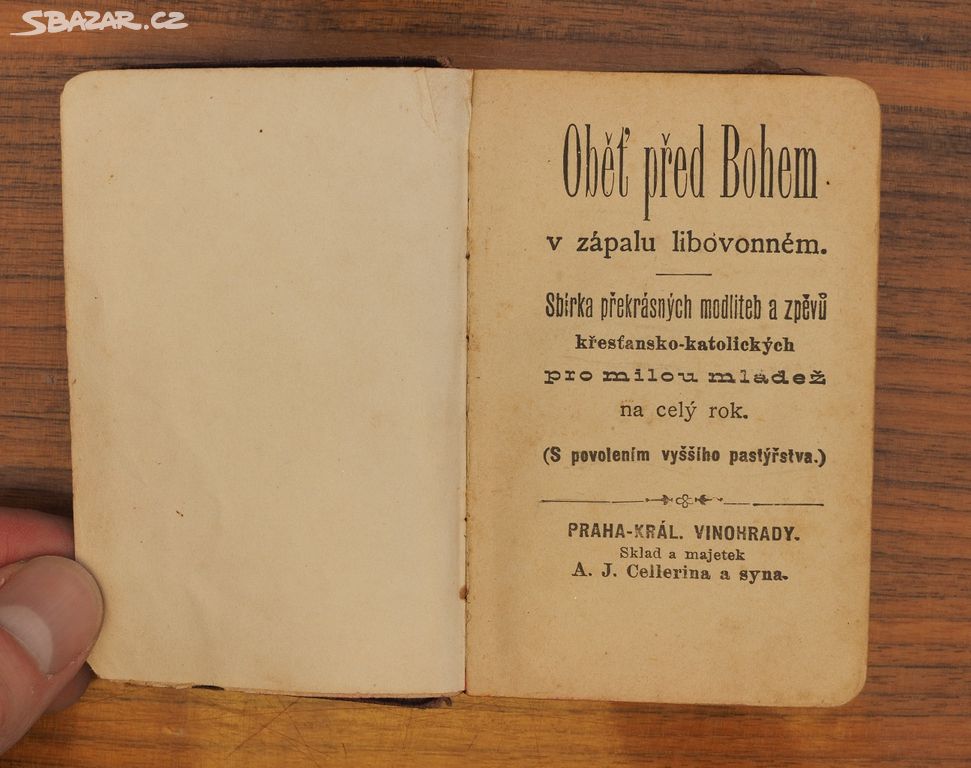 SBAZAR.CZ
Oběť před Bohem
v zápalu libovonném.
Sbírka překrásných modliteb a zpěvů
křesťansko-katolických
pro milou mládež
na celý rok.
(S povolením vyššího pastýřstva.)
PRAHA-KRÁL. VINOHRADY.
Sklad a majetek
A. J. Cellerina a syna.